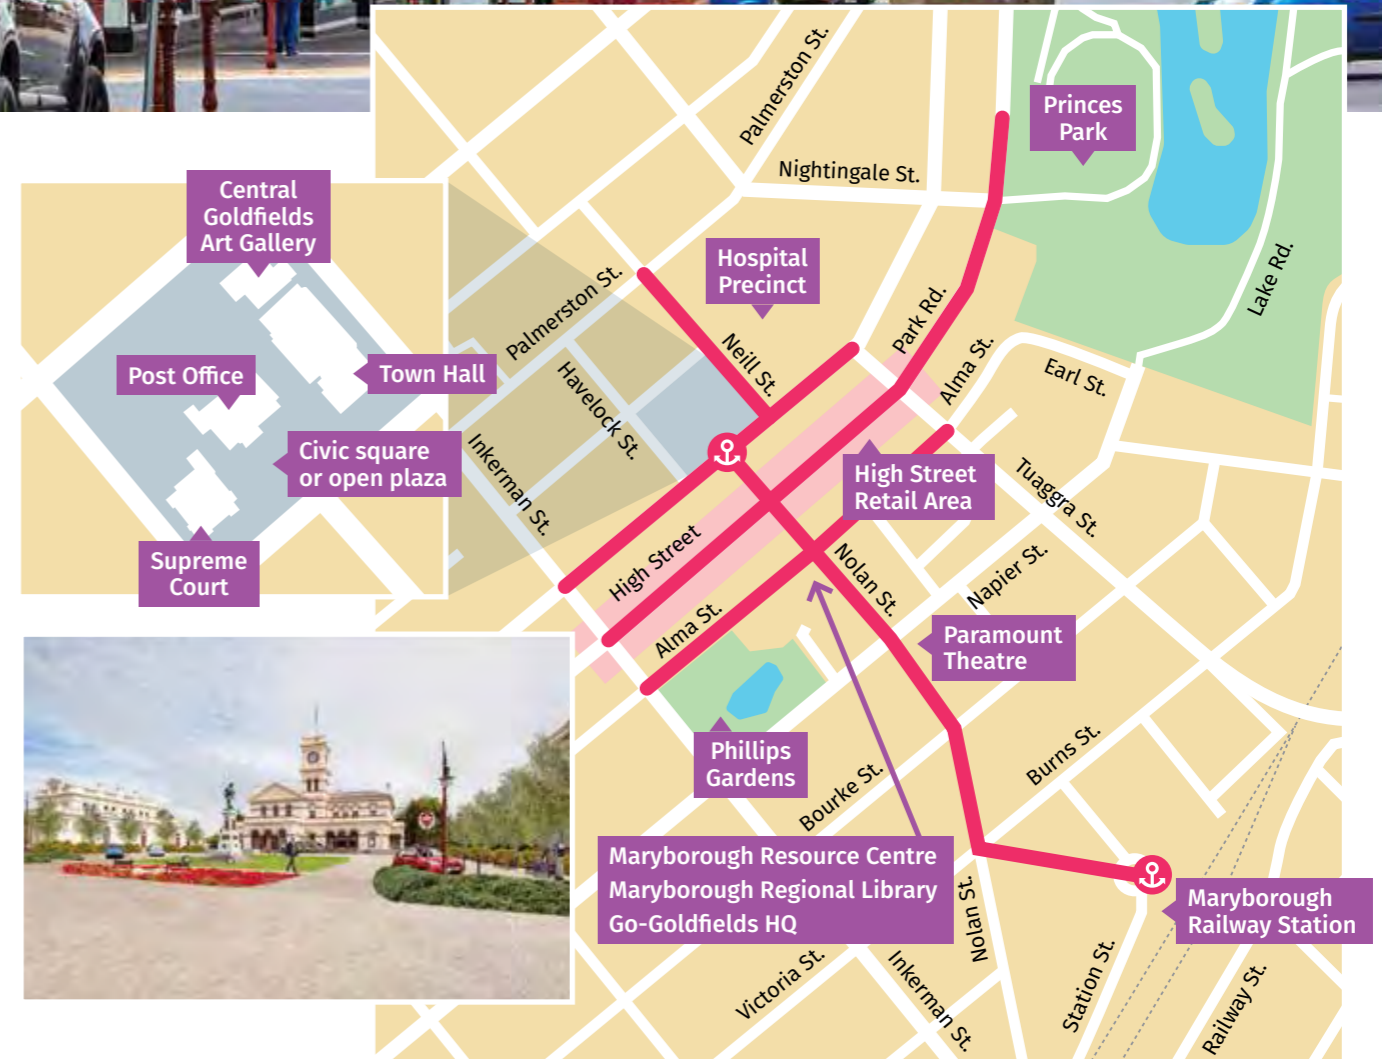 Palmerston St.
Nightingale St.
Princes
Park
Central
Goldfields
Art Gallery
Hospital
Precinct
Lake Rd.
Palmerston St.
Park Rd.
Neill St.
Alma St.
Earl St.
Post Office
Town Hall
Havelock St.
Inkerman St.
Civic square
or open plaza
High Street
Retail Area
Tuaggra St.
Supreme
Court
High Street
Nolan St.
Napier St.
Alma St.
Paramount
Theatre
Phillips
Gardens
Burns St.
Bourke St.
Maryborough Resource Centre
Maryborough Regional Library
Go-Goldfields HQ
Nolan St.
Maryborough
Railway Station
Victoria St.
Inkerman St.
Station St.
Railway St.